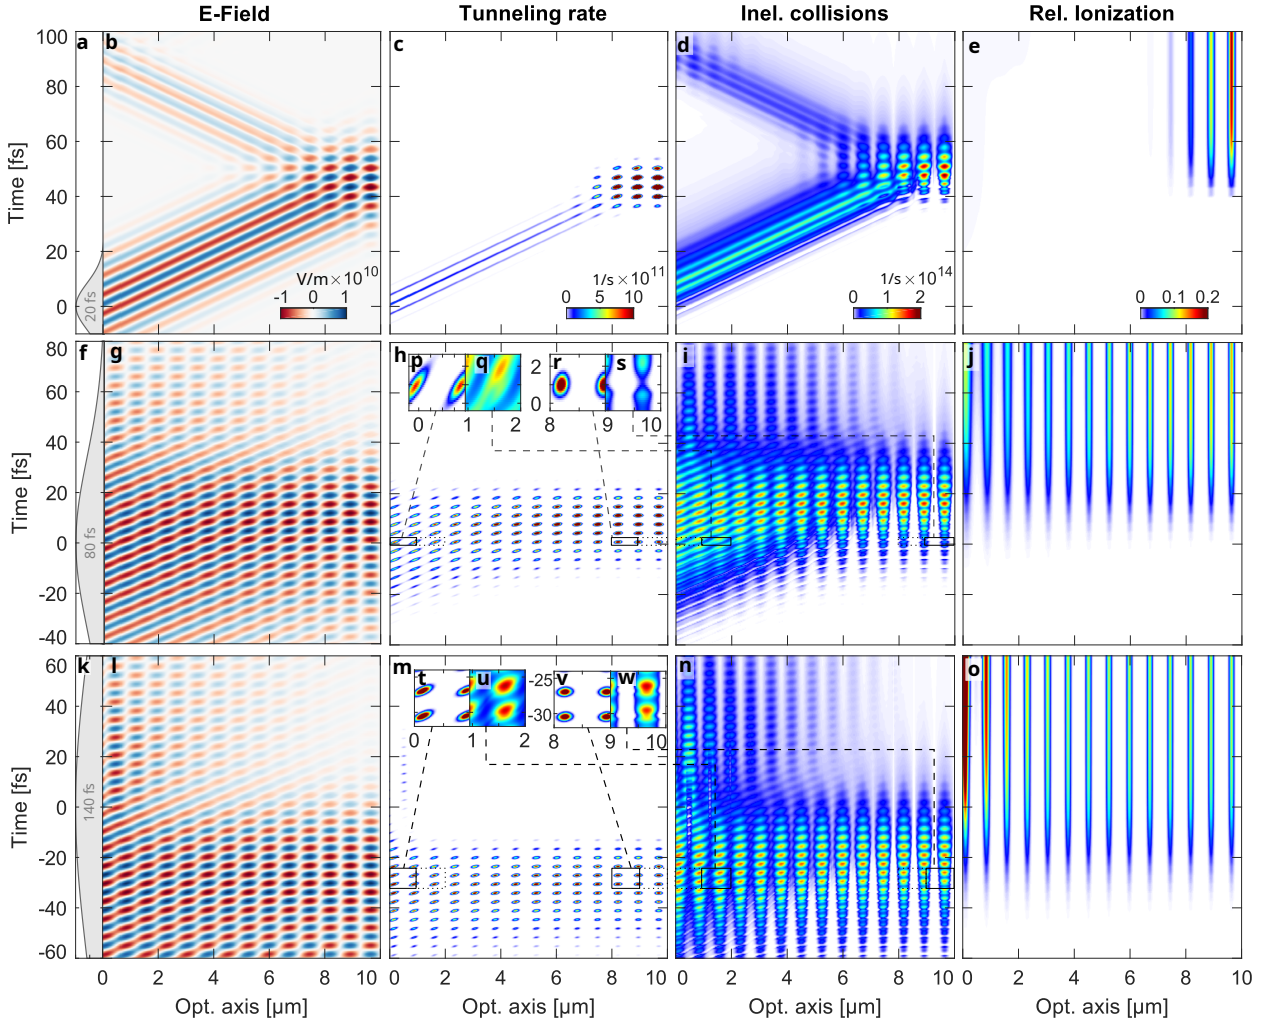 E-Field
Tunneling rate
Inel. collisions
Rel. Ionization
a b c d e
100
80
60
40
20
0
Time [fs]
20 fs
V/m×10^10
-1 0 1
1/s×10^11
0 5 10
1/s×10^14
0 1 2
0 0.1 0.2
f g h p q r s i j
80
60
40
20
0
-20
-40
Time [fs]
80 fs
2
0
0 1 2
8 9 10
k l m t u v w n o
60
40
20
0
-20
-40
-60
Time [fs]
140 fs
-25
-30
0 1 2
8 9 10
0 2 4 6 8 10
0 2 4 6 8 10
0 2 4 6 8
2 4 6 8 10
Opt. axis [μm]
Opt. axis [μm]
Opt. axis [μm]
Opt. axis [μm]